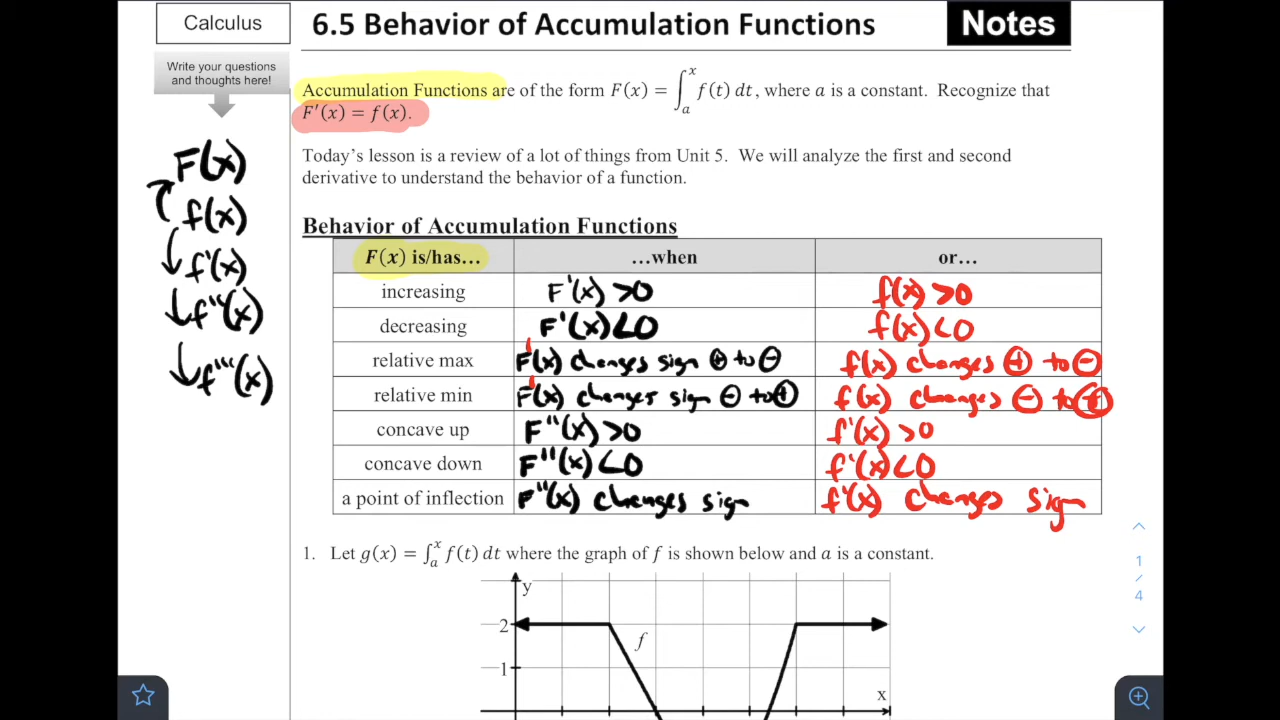 Calculus
6.5 Behavior of Accumulation Functions
Notes
Write your questions
and thoughts here!
F(x)
f(x)
f'(x)
f''(x)
f'''(x)
Accumulation Functions are of the form F(x) = ∫ₐˣ f(t) dt, where a is a constant. Recognize that
F′(x) = f(x).
Today's lesson is a review of a lot of things from Unit 5. We will analyze the first and second
derivative to understand the behavior of a function.
Behavior of Accumulation Functions
F(x) is/has… …when or…
increasing F'(x) >0 f(x) >0
decreasing F'(x) <0 f(x) <0
relative max F'(x) changes sign ⊕ to ⊖ f(x) changes ⊕ to ⊖
relative min F'(x) changes sign ⊖ to ⊕ f(x) changes ⊖ to ⊕
concave up F''(x) >0 f'(x) >0
concave down F''(x) <0 f'(x) <0
a point of inflection F''(x) changes sign f'(x) changes sign
1. Let g(x) = ∫ₐˣ f(t) dt where the graph of f is shown below and a is a constant.
y
2
f
1
x
1
/
4